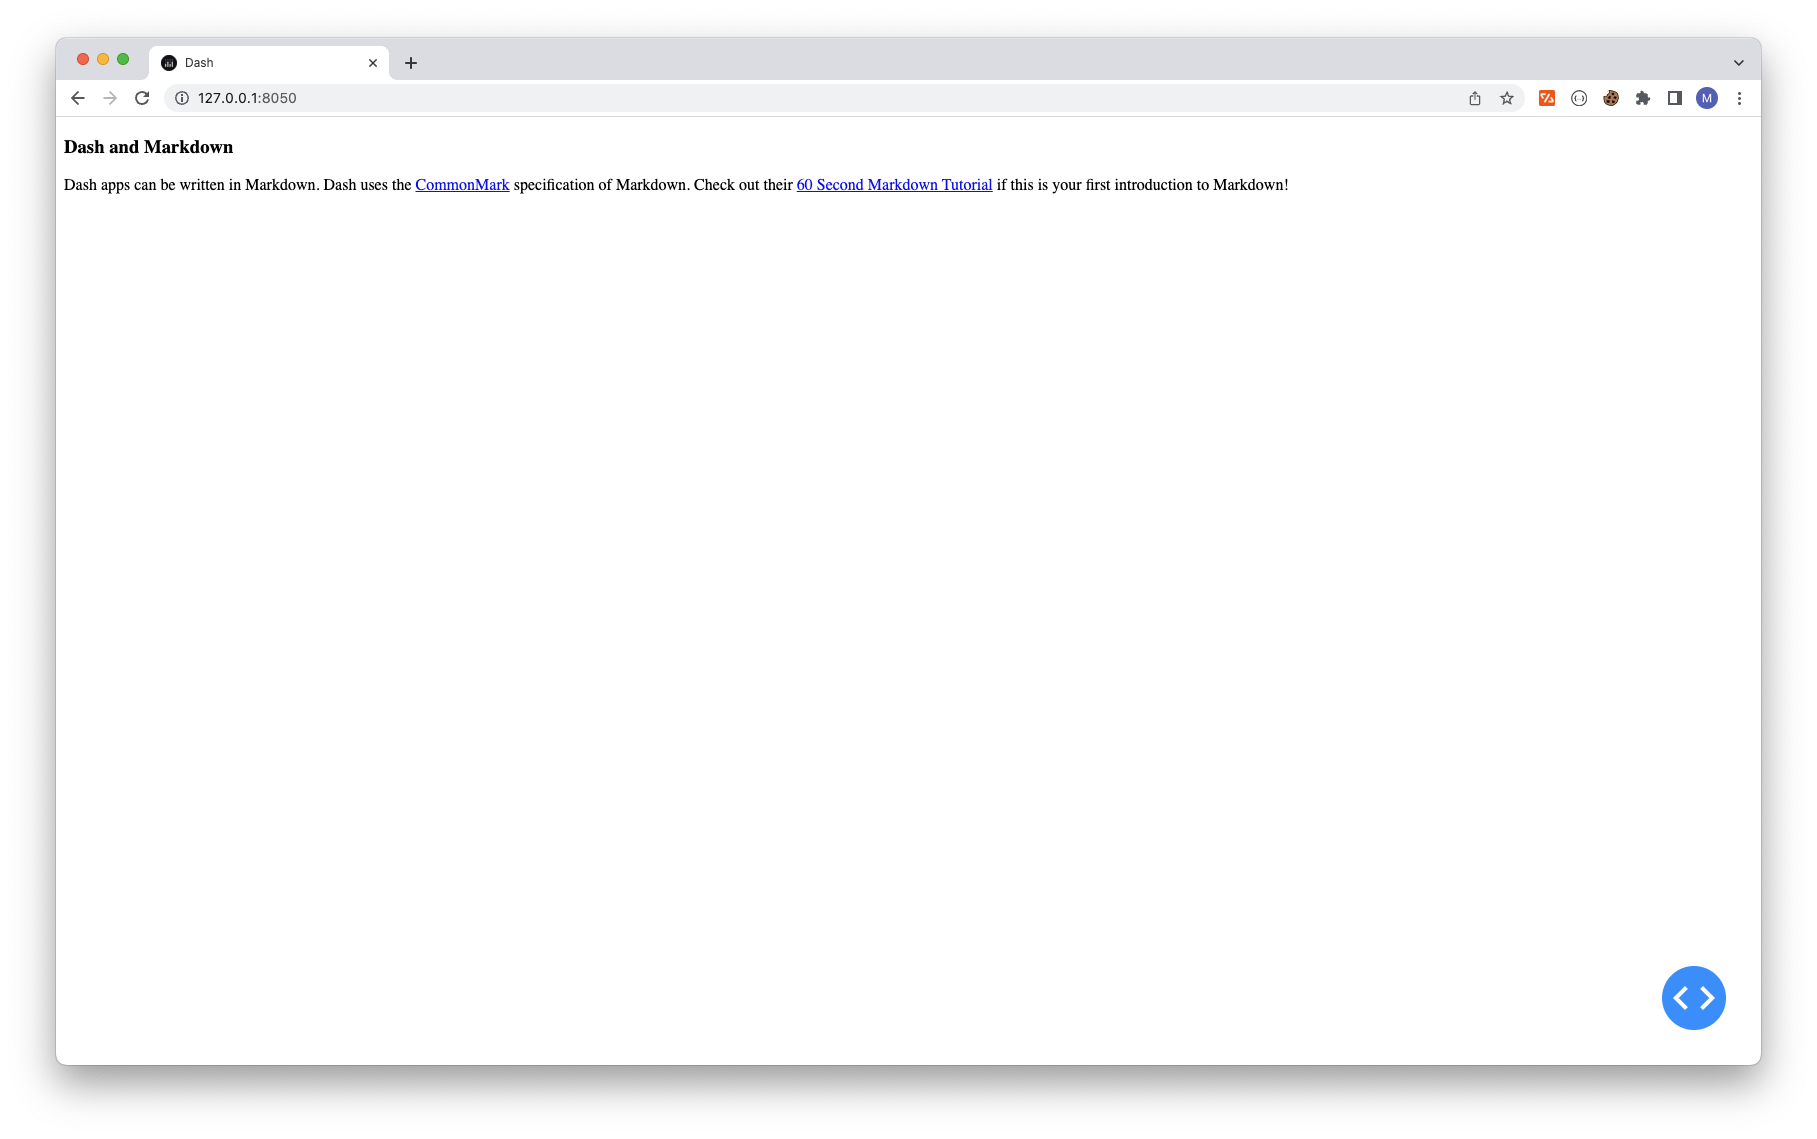 Dash
127.0.0.1:8050
M
Dash and Markdown
Dash apps can be written in Markdown. Dash uses the CommonMark specification of Markdown. Check out their 60 Second Markdown Tutorial if this is your first introduction to Markdown!